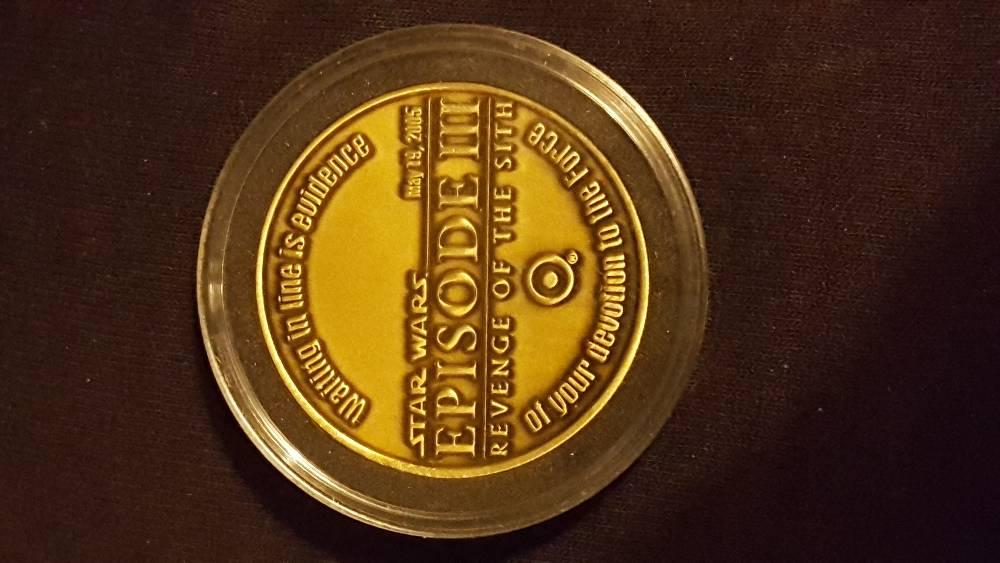 Waiting in line is evidence
May 19, 2005
STAR WARS
EPISODE III
REVENGE OF THE SITH
®
of your devotion to the Force